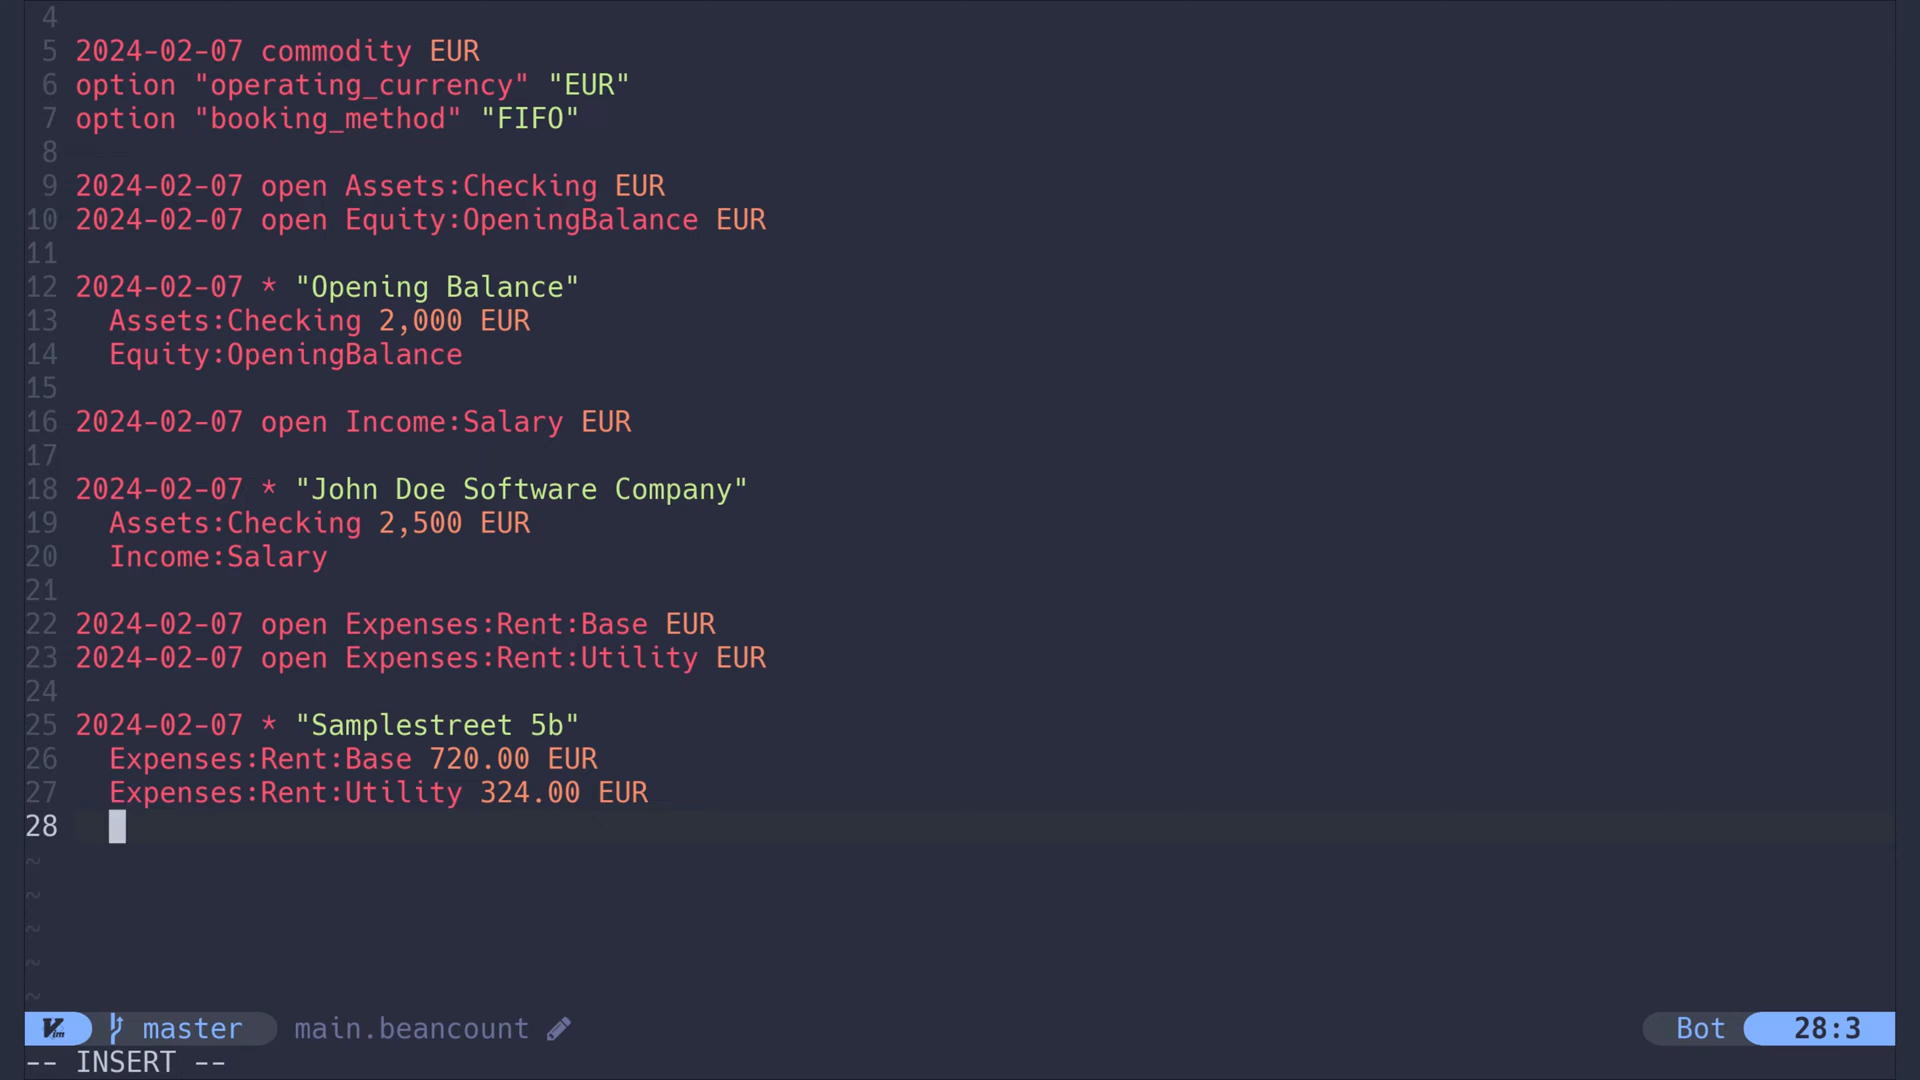 4
5 2024-02-07 commodity EUR
6 option "operating_currency" "EUR"
7 option "booking_method" "FIFO"
8
9 2024-02-07 open Assets:Checking EUR
10 2024-02-07 open Equity:OpeningBalance EUR
11
12 2024-02-07 * "Opening Balance"
13   Assets:Checking 2,000 EUR
14   Equity:OpeningBalance
15
16 2024-02-07 open Income:Salary EUR
17
18 2024-02-07 * "John Doe Software Company"
19   Assets:Checking 2,500 EUR
20   Income:Salary
21
22 2024-02-07 open Expenses:Rent:Base EUR
23 2024-02-07 open Expenses:Rent:Utility EUR
24
25 2024-02-07 * "Samplestreet 5b"
26   Expenses:Rent:Base 720.00 EUR
27   Expenses:Rent:Utility 324.00 EUR
28
~
~
~
~
~
Vim master main.beancount Bot 28:3
-- INSERT --